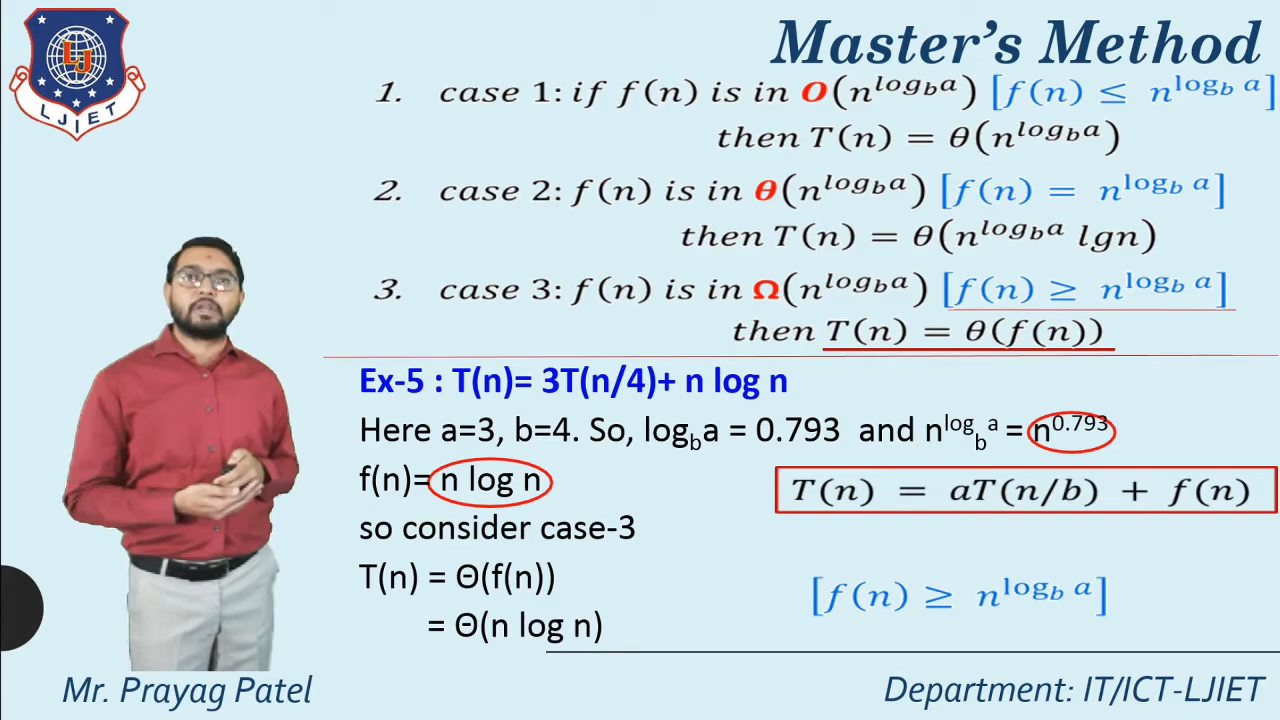 LJ
LJIET
Master's Method
1. case 1: if f(n) is in O(n^log_b a) [f(n) ≤ n^log_b a]
then T(n) = θ(n^log_b a)
2. case 2: f(n) is in θ(n^log_b a) [f(n) = n^log_b a]
then T(n) = θ(n^log_b a lgn)
3. case 3: f(n) is in Ω(n^log_b a) [f(n) ≥ n^log_b a]
then T(n) = θ(f(n))
Ex-5 : T(n)= 3T(n/4)+ n log n
Here a=3, b=4. So, log_b a = 0.793 and n^log_b a = n^0.793
f(n)= n log n
T(n) = aT(n/b) + f(n)
so consider case-3
T(n) = Θ(f(n))
[f(n) ≥ n^log_b a]
= Θ(n log n)
Mr. Prayag Patel
Department: IT/ICT-LJIET